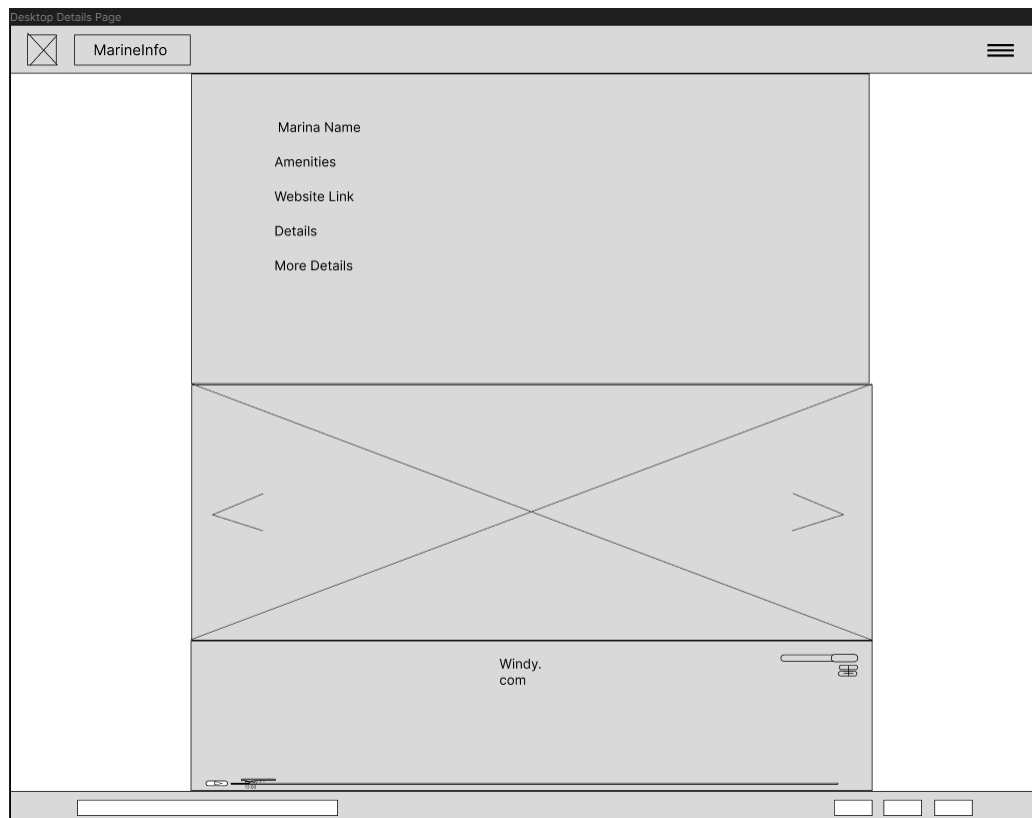 Desktop Details Page
MarineInfo
Marina Name
Amenities
Website Link
Details
More Details
Windy.
com